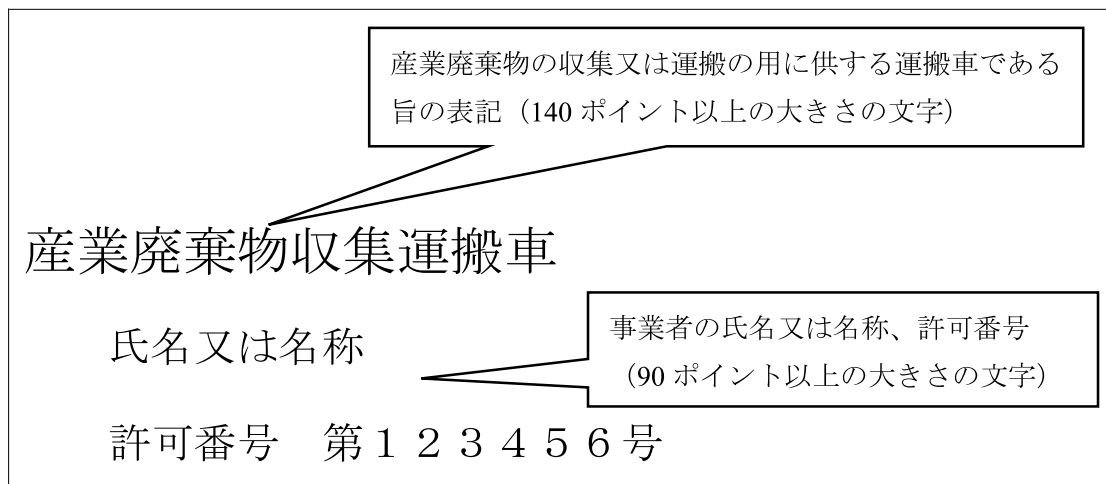 産業廃棄物の収集又は運搬の用に供する運搬車である
旨の表記（140 ポイント以上の大きさの文字）
産業廃棄物収集運搬車
氏名又は名称
事業者の氏名又は名称、許可番号
（90 ポイント以上の大きさの文字）
許可番号　第１２３４５６号